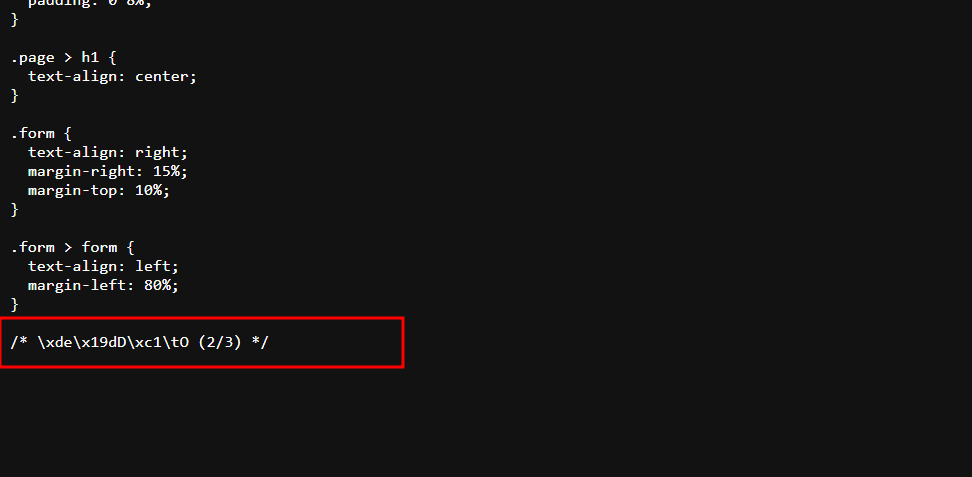 padding: 0 8%;
}

.page > h1 {
  text-align: center;
}

.form {
  text-align: right;
  margin-right: 15%;
  margin-top: 10%;
}

.form > form {
  text-align: left;
  margin-left: 80%;
}

/* \xde\x19dD\xc1\tO (2/3) */